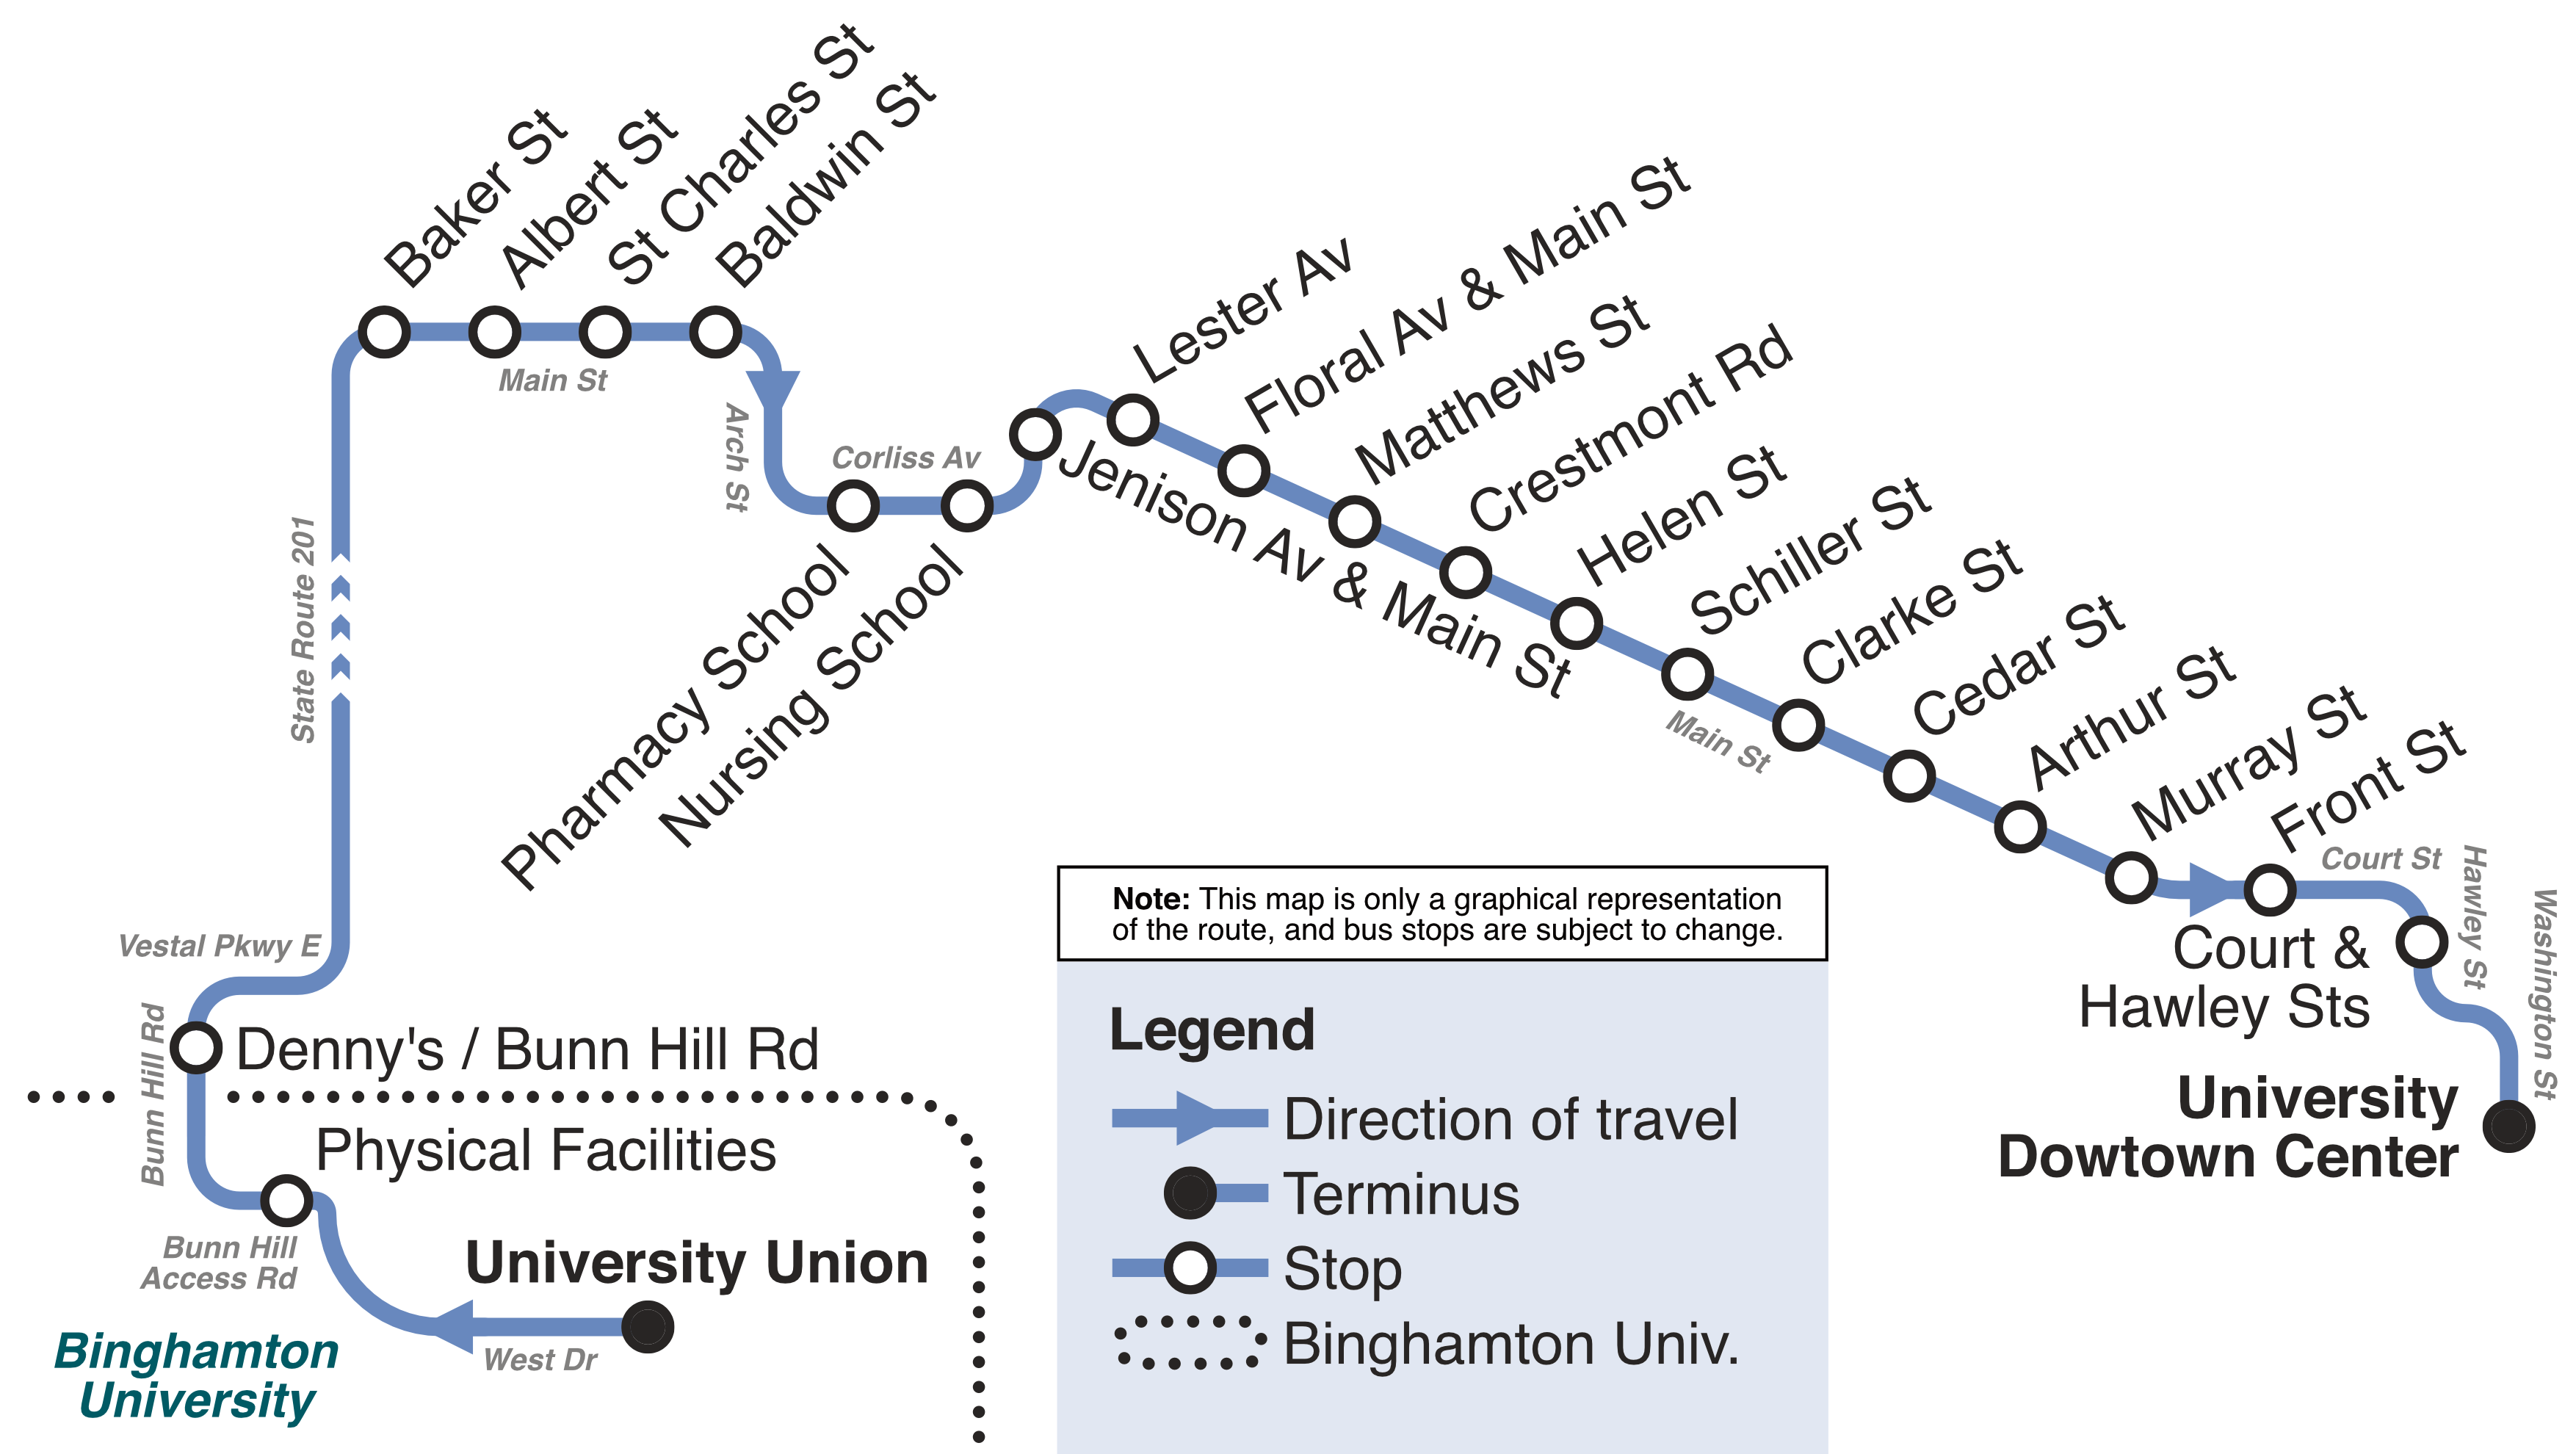 Baker St
Albert St
St Charles St
Baldwin St
Main St
Arch St
Corliss Av
Pharmacy School
Nursing School
Jenison Av & Main St
Lester Av
Floral Av & Main St
Matthews St
Crestmont Rd
Helen St
Schiller St
Clarke St
Cedar St
Arthur St
Murray St
Front St
Main St
Court St
Hawley St
Washington St
Court &
Hawley Sts
University
Dowtown Center
State Route 201
Vestal Pkwy E
Bunn Hill Rd
Denny's / Bunn Hill Rd
Physical Facilities
Bunn Hill
Access Rd
University Union
West Dr
Binghamton
University
Note: This map is only a graphical representation
of the route, and bus stops are subject to change.
Legend
Direction of travel
Terminus
Stop
Binghamton Univ.